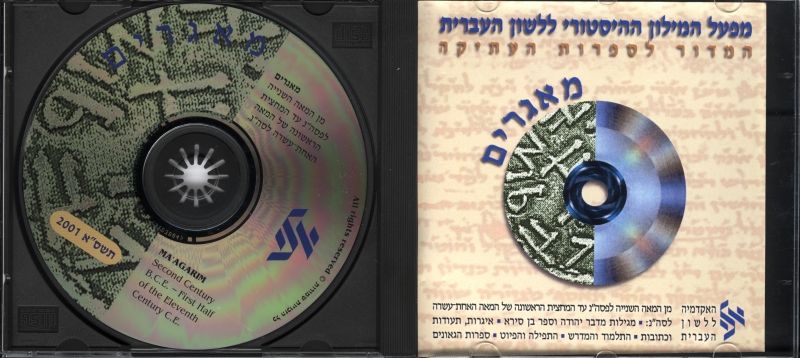 מאגרים
מאגרים
מן המאה השנייה
לפסה"נ עד המחצית
הראשונה של המאה
האחת עשרה לסה"נ
2001 תשס"א
MA'AGARIM
Second Century
B.C.E. – First Half
of the Eleventh
Century C.E.
All rights reserved ©
מפעל המילון ההיסטורי ללשון העברית
המדור לספרות העתיקה
מאגרים
האקדמיה
ללשון
העברית
מן המאה השנייה לפסה"נ עד המחצית הראשונה של המאה האחת-עשרה
לסה"נ: ▪ מגילות מדבר יהודה וספר בן סירא ▪ איגרות, תעודות
וכתובות ▪ התלמוד והמדרש ▪ התפילה והפיוט ▪ ספרות הגאונים